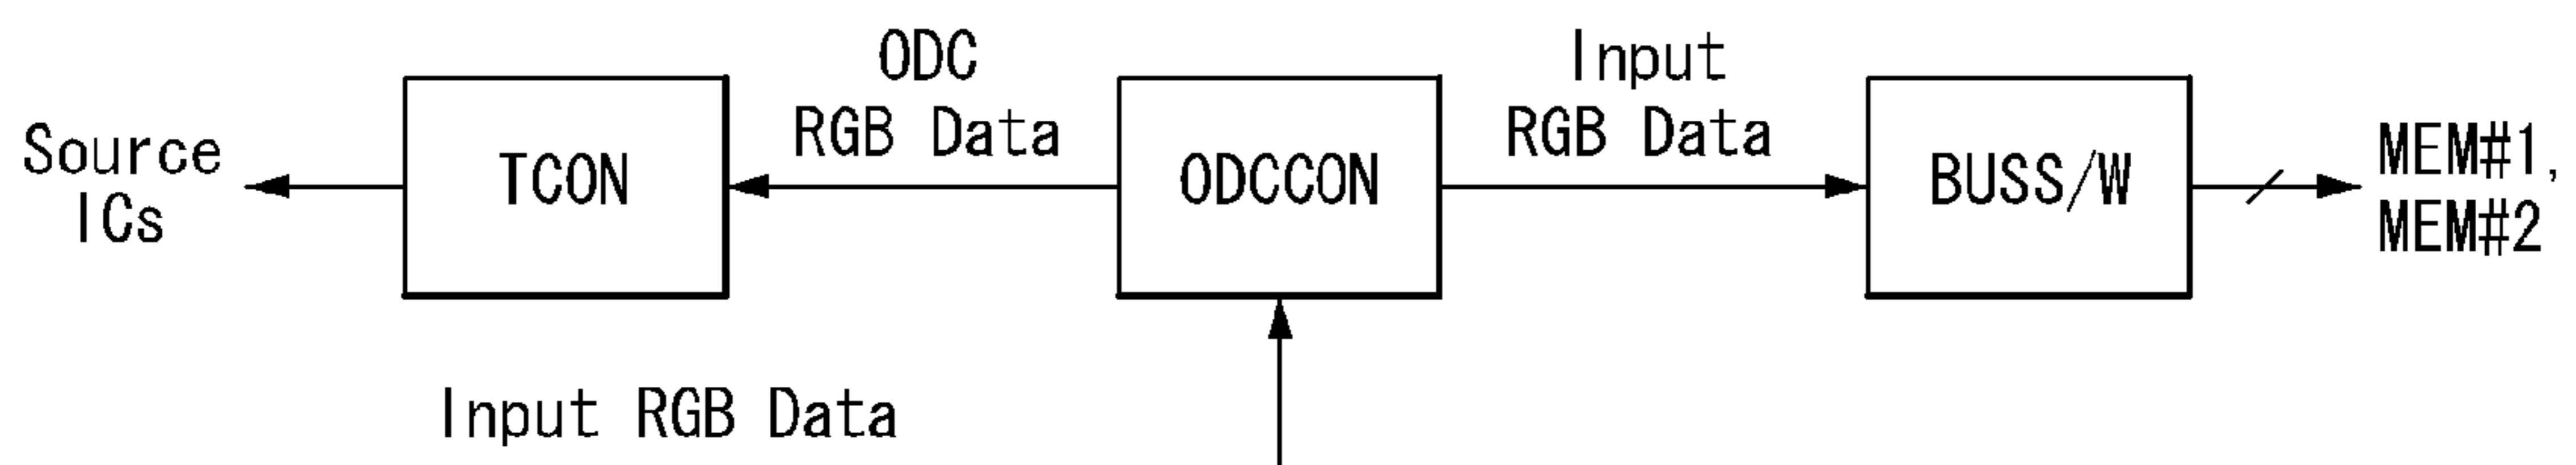 Source
ICs
TCON
ODC
RGB Data
ODCCON
Input
RGB Data
BUSS/W
MEM#1,
MEM#2
Input RGB Data